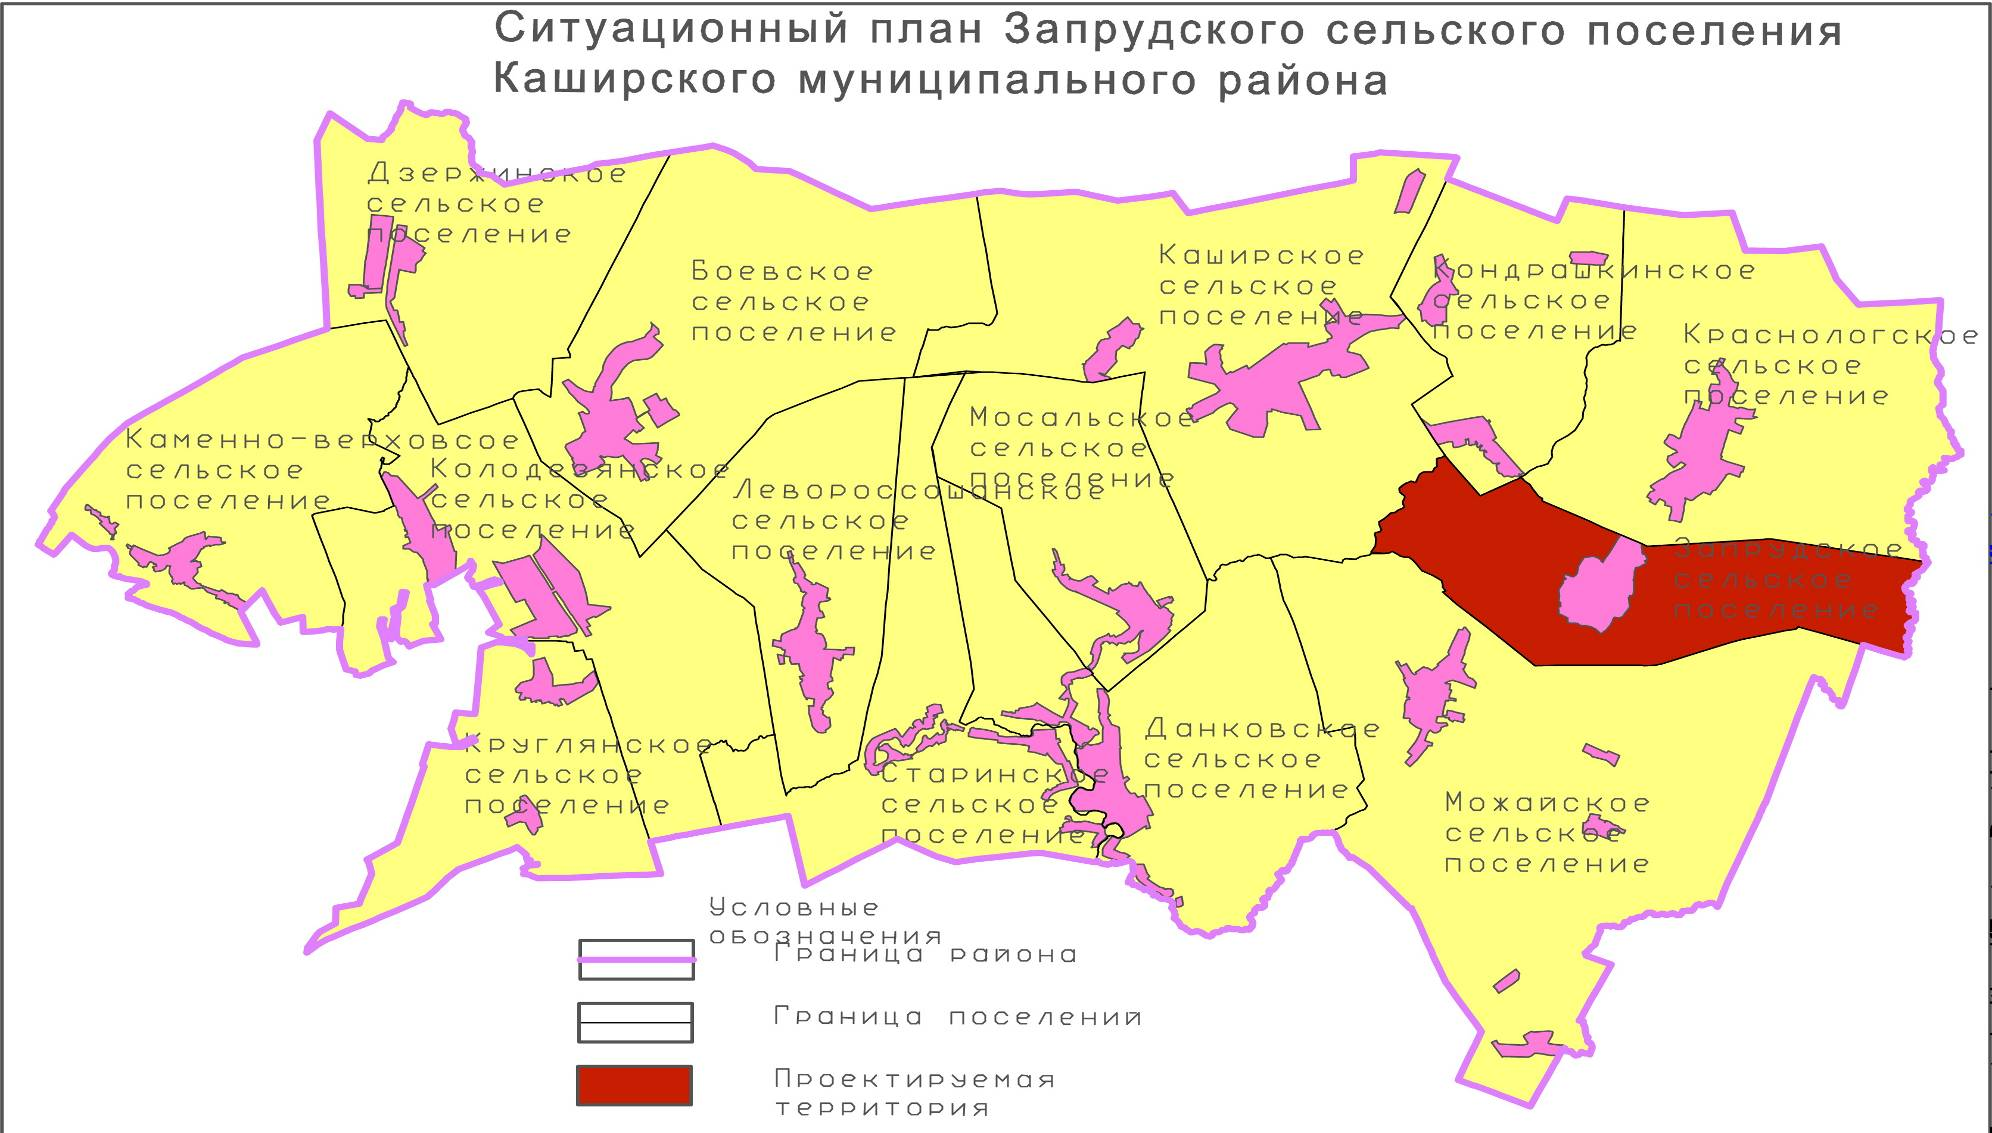 Ситуационный план Запрудского сельского поселения
Каширского муниципального района
Дзержинское
сельское
поселение
Боевское
сельское
поселение
Каширское
сельское
поселение
Кондрашкинское
сельское
поселение
Краснологское
сельское
поселение
Каменно-верховсое
сельское
поселение
Колодезянское
сельское
поселение
Левороссошанское
сельское
поселение
Мосальское
сельское
поселение
Запрудское
сельское
поселение
Круглянское
сельское
поселение
Старинское
сельское
поселение
Данковское
сельское
поселение
Можайское
сельское
поселение
Условные
обозначения
Граница района
Граница поселений
Проектируемая
территория